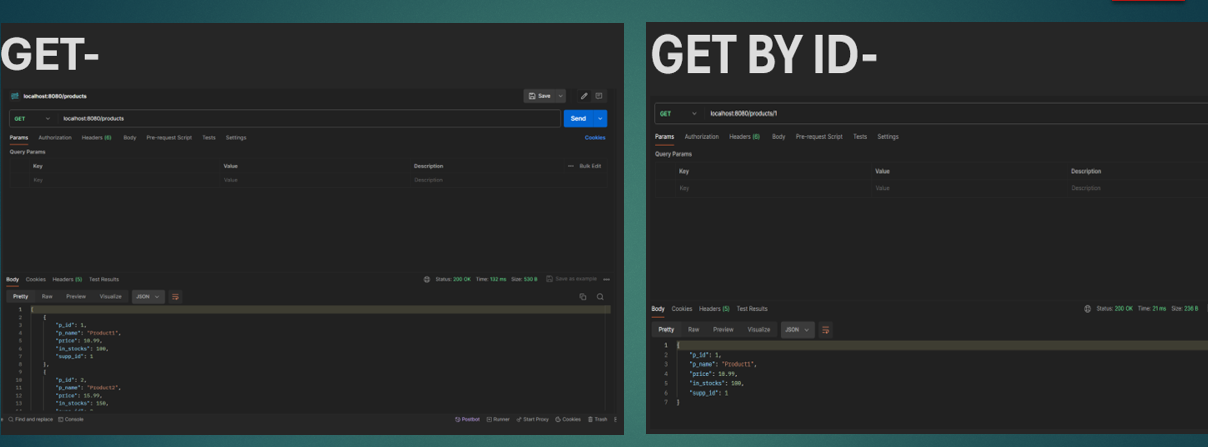 GET-
localhost:8080/products
Save
GET localhost:8080/products Send
Params Authorization Headers (6) Body Pre-request Script Tests Settings Cookies
Query Params
Key Value Description ••• Bulk Edit
Key Value Description
Body Cookies Headers (5) Test Results Status: 200 OK Time: 132 ms Size: 530 B Save as example •••
Pretty Raw Preview Visualize JSON
1 [
2 {
3 "p_id": 1,
4 "p_name": "Product1",
5 "price": 10.99,
6 "in_stocks": 100,
7 "supp_id": 1
8 },
9 {
10 "p_id": 2,
11 "p_name": "Product2",
12 "price": 15.99,
13 "in_stocks": 150,
Find and replace Console Postbot Runner Start Proxy Cookies Trash
GET BY ID-
GET localhost:8080/products/1
Params Authorization Headers (6) Body Pre-request Script Tests Settings
Query Params
Key Value Description
Key Value Description
Body Cookies Headers (5) Test Results Status: 200 OK Time: 21 ms Size: 236 B
Pretty Raw Preview Visualize JSON
1 {
2 "p_id": 1,
3 "p_name": "Product1",
4 "price": 10.99,
5 "in_stocks": 100,
6 "supp_id": 1
7 }